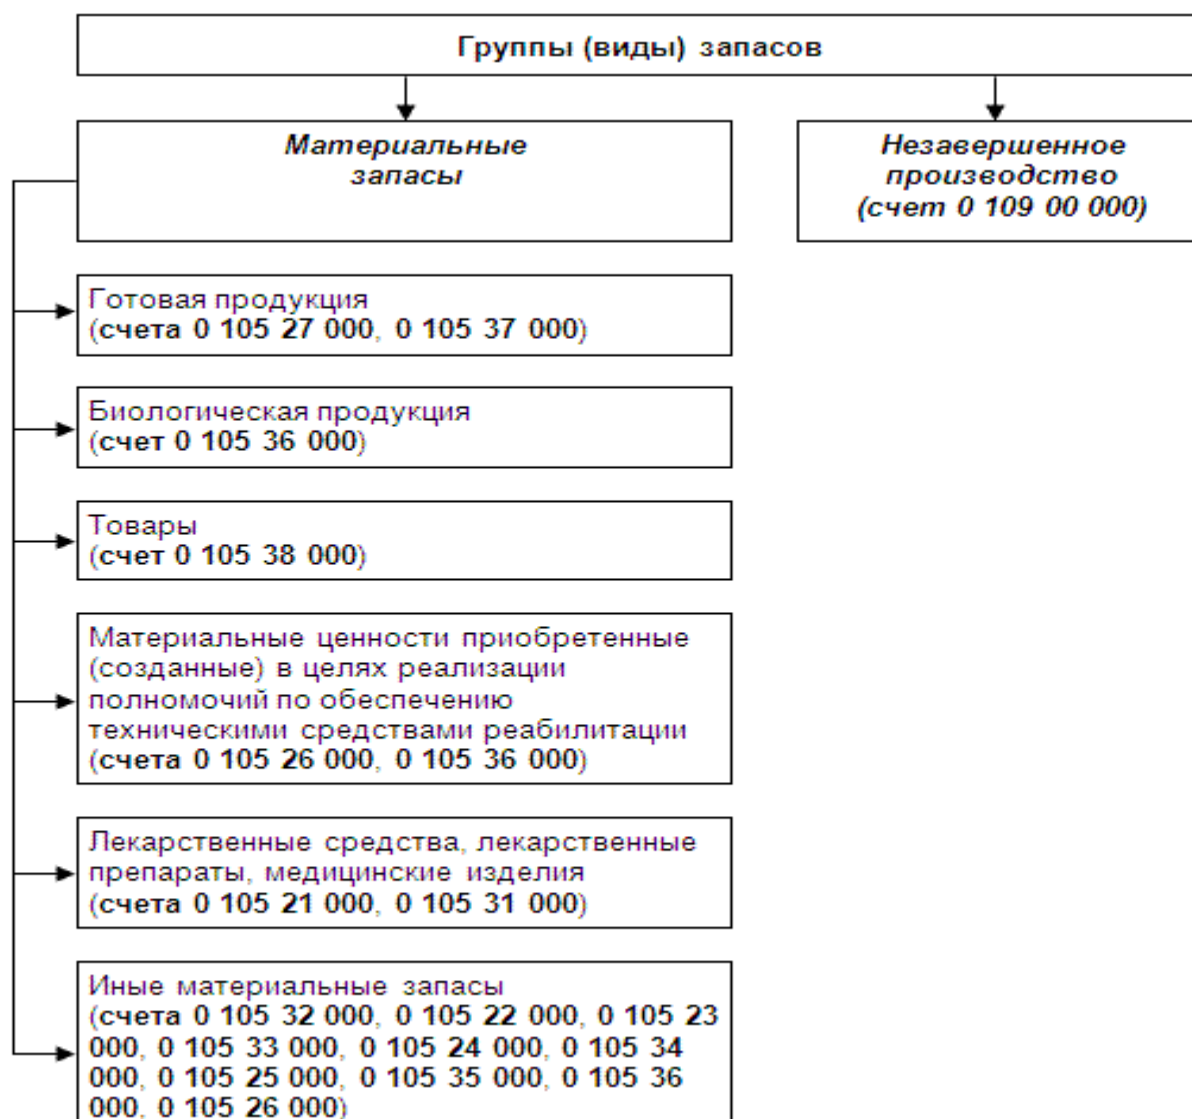 Группы (виды) запасов
Материальные
запасы
Незавершенное
производство
(счет 0 109 00 000)
Готовая продукция
(счета 0 105 27 000, 0 105 37 000)
Биологическая продукция
(счет 0 105 36 000)
Товары
(счет 0 105 38 000)
Материальные ценности приобретенные
(созданные) в целях реализации
полномочий по обеспечению
техническими средствами реабилитации
(счета 0 105 26 000, 0 105 36 000)
Лекарственные средства, лекарственные
препараты, медицинские изделия
(счета 0 105 21 000, 0 105 31 000)
Иные материальные запасы
(счета 0 105 32 000, 0 105 22 000, 0 105 23
000, 0 105 33 000, 0 105 24 000, 0 105 34
000, 0 105 25 000, 0 105 35 000, 0 105 36
000, 0 105 26 000)